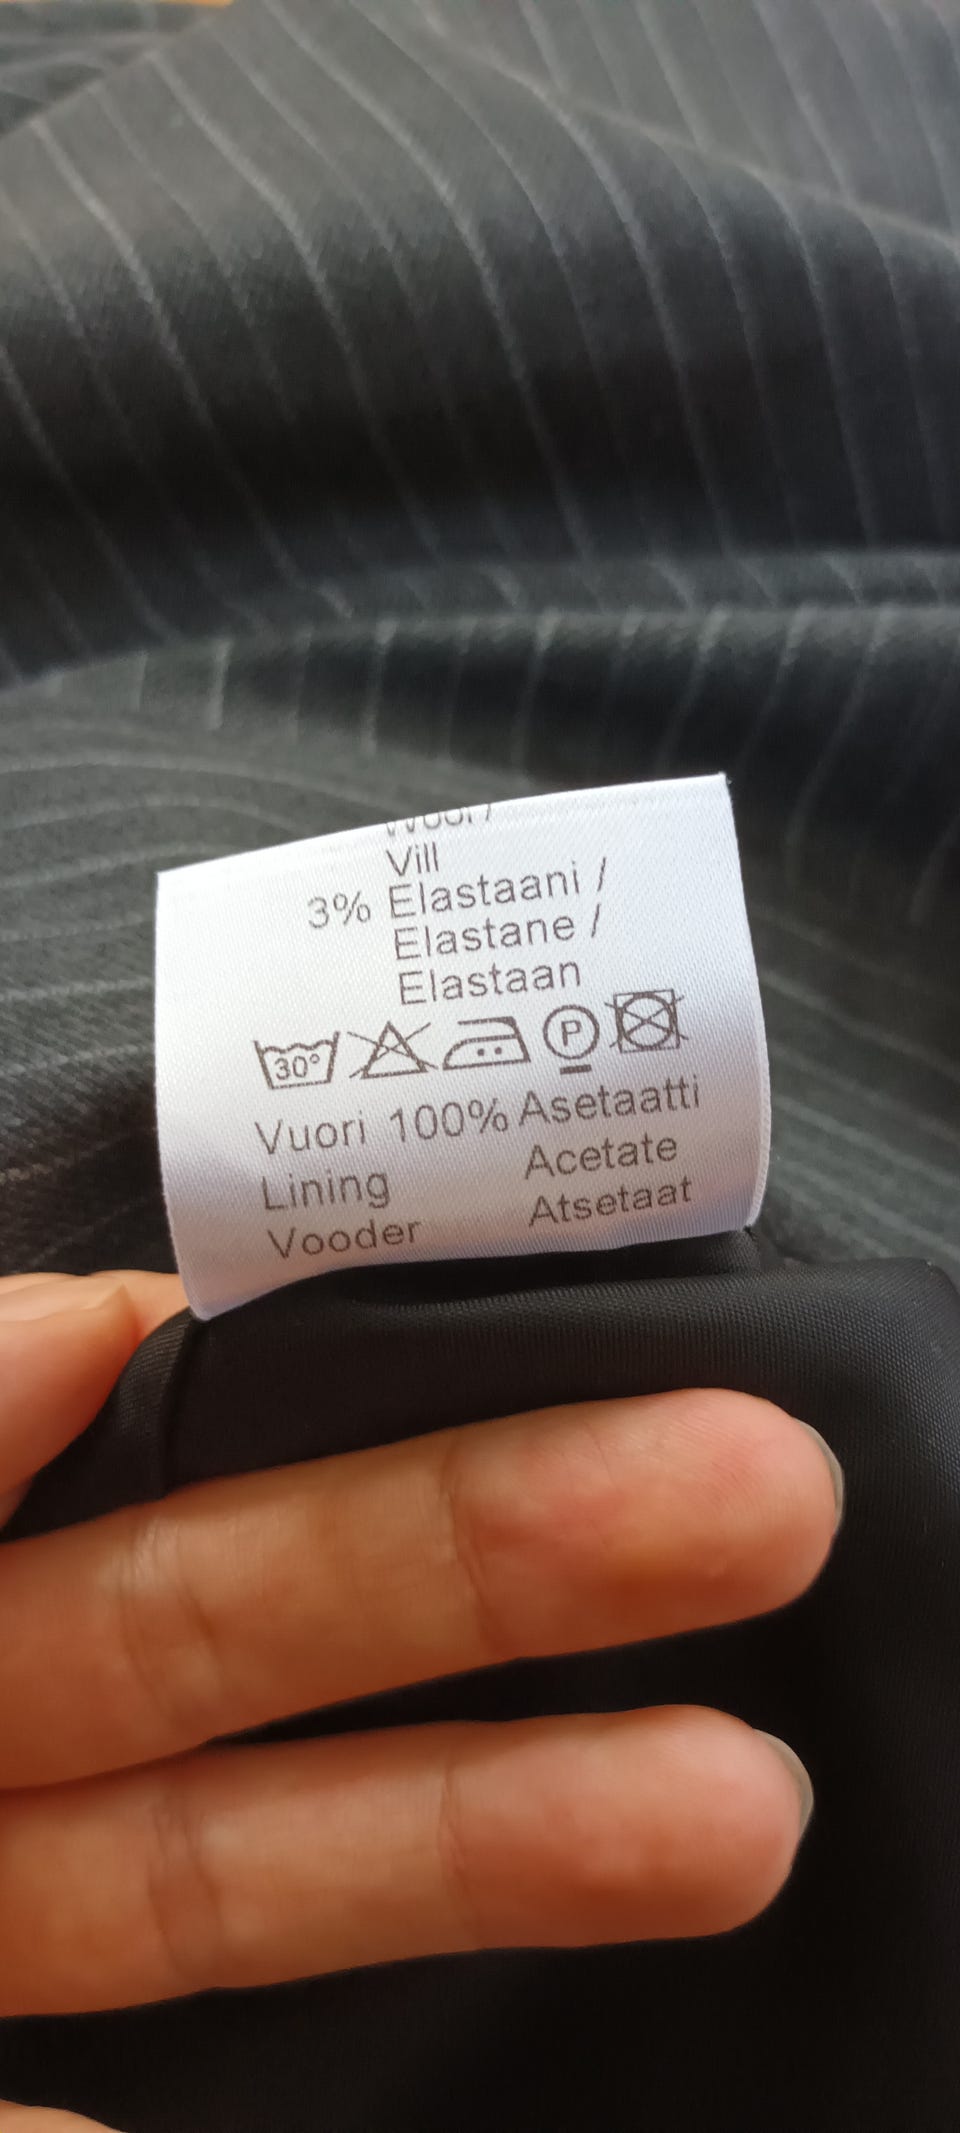 Vill
3% Elastaani /
Elastane /
Elastaan
30° P
Vuori 100% Asetaatti
Lining Acetate
Vooder Atsetaat